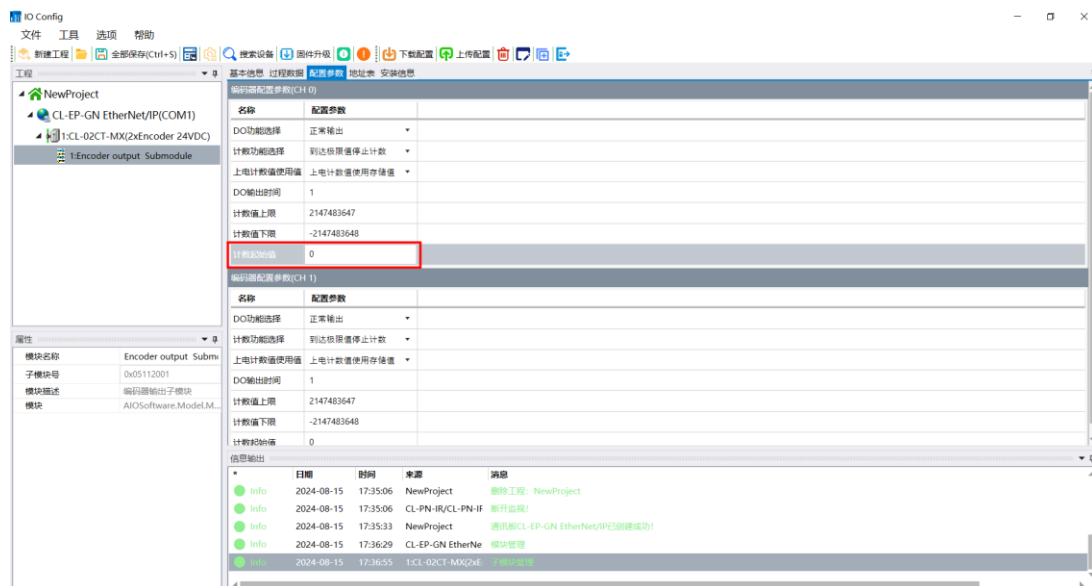 IO Config
文件 工具 选项 帮助
新建工程 全部保存(Ctrl+S) 搜索设备 固件升级 下载配置 上传配置
工程
NewProject
CL-EP-GN EtherNet/IP(COM1)
1:CL-02CT-MX(2xEncoder 24VDC)
1:Encoder output Submodule
属性
模块名称 Encoder output Subm
子模块号 0x05112001
模块描述 编码器输出子模块
模块 AIOSoftware.Model.M...
基本信息 过程数据 配置参数 地址表 安装信息
编码器配置参数(CH 0)
名称 配置参数
DO功能选择 正常输出
计数功能选择 到达极限值停止计数
上电计数值使用值 上电计数值使用存储值
DO输出时间 1
计数值上限 2147483647
计数值下限 -2147483648
计数起始值 0
编码器配置参数(CH 1)
名称 配置参数
DO功能选择 正常输出
计数功能选择 到达极限值停止计数
上电计数值使用值 上电计数值使用存储值
DO输出时间 1
计数值上限 2147483647
计数值下限 -2147483648
计数起始值 0
信息输出
* 日期 时间 来源 消息
Info 2024-08-15 17:35:06 NewProject 删除工程：NewProject
Info 2024-08-15 17:35:06 CL-PN-IR/CL-PN-IF 断开监视!
Info 2024-08-15 17:35:33 NewProject 通讯板CL-EP-GN EtherNet/IP已创建成功!
Info 2024-08-15 17:36:29 CL-EP-GN EtherNe 模块管理
Info 2024-08-15 17:36:55 1:CL-02CT-MX(2xE 子模块管理